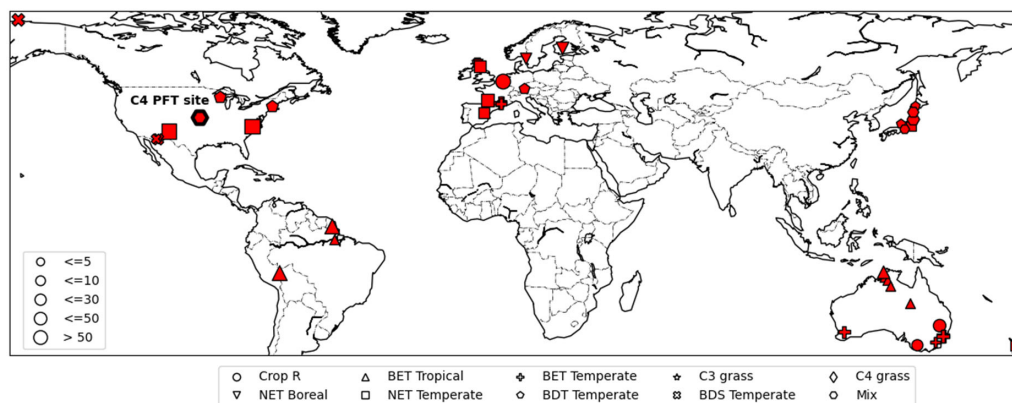 C4 PFT site
<=5
<=10
<=30
<=50
> 50
Crop R BET Tropical BET Temperate C3 grass C4 grass
NET Boreal NET Temperate BDT Temperate BDS Temperate Mix